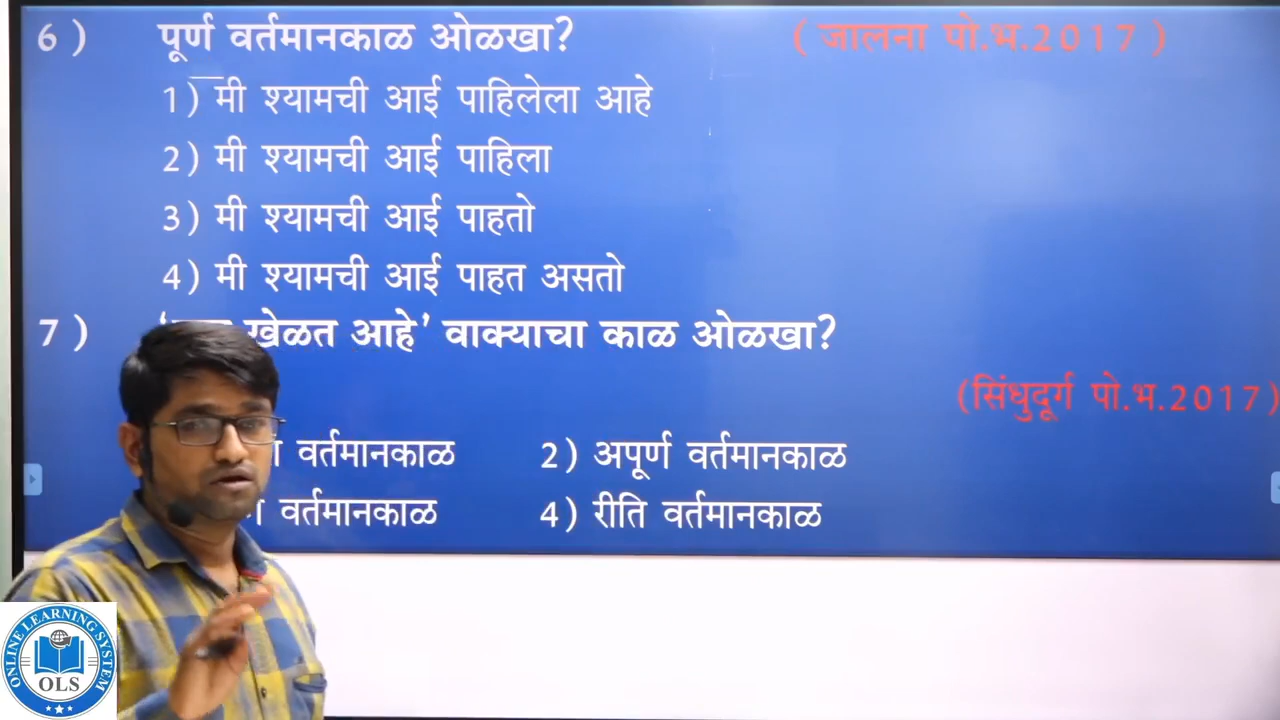 6) पूर्ण वर्तमानकाळ ओळखा? (जालना पो.भ.2017)
1) मी श्यामची आई पाहिलेला आहे
2) मी श्यामची आई पाहिला
3) मी श्यामची आई पाहतो
4) मी श्यामची आई पाहत असतो
7) खेळत आहे’ वाक्याचा काळ ओळखा?
(सिंधुदूर्ग पो.भ.2017)
वर्तमानकाळ 2) अपूर्ण वर्तमानकाळ
वर्तमानकाळ 4) रीति वर्तमानकाळ
ONLINE LEARNING SYSTEM
OLS